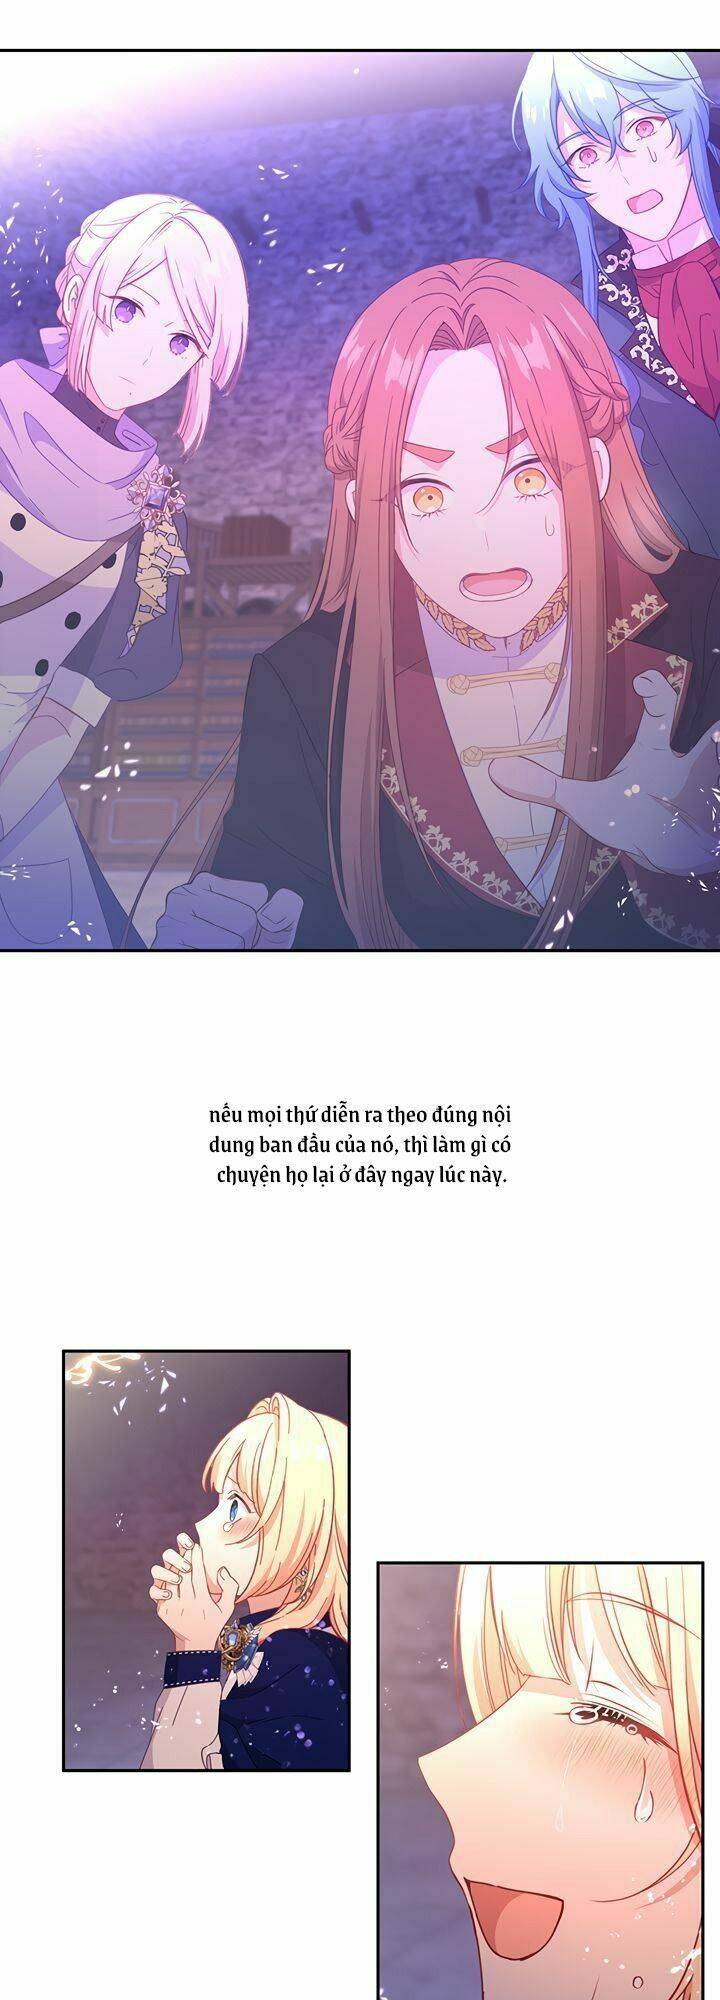 nếu mọi thứ diễn ra theo đúng nội
dung ban đầu của nó, thì làm gì có
chuyện họ lại ở đây ngay lúc này.